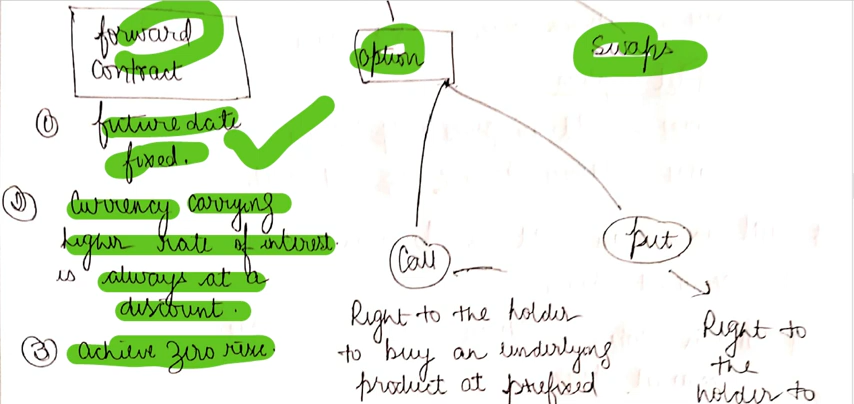 forward
contract
① future date
fixed.
② Currency carrying
higher rate of interest
is always at a
discount.
③ achieve zero risk.
option
Swaps
Call
Right to the holder
to buy an underlying
product at prefixed
put
Right to
the
holder to